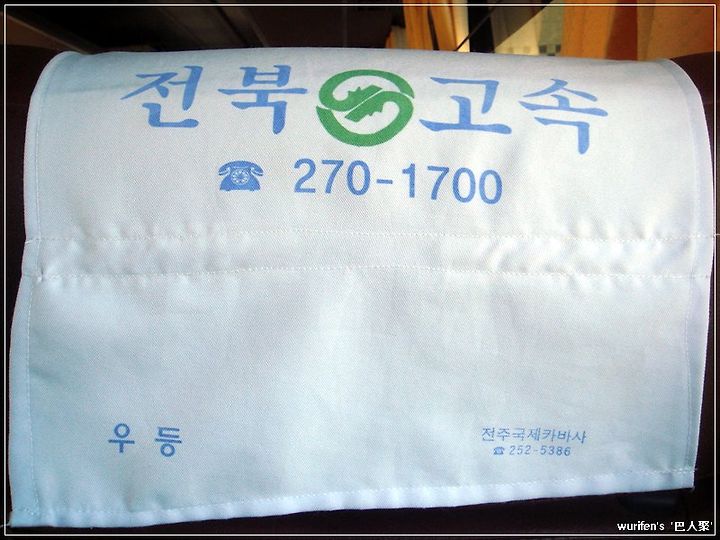 전북 고속
☎ 270-1700
우등
전주국제카바샤
☎ 252-5386
wurifen's '巴人聚'